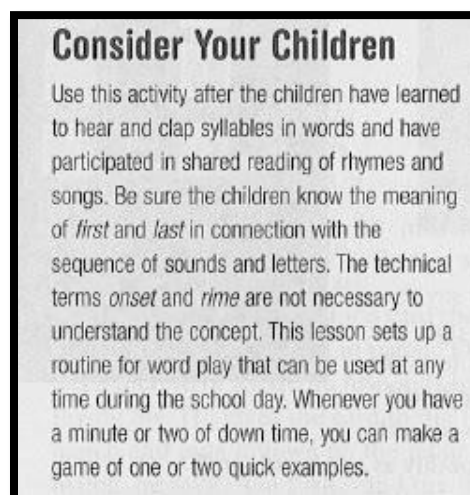 Consider Your Children
Use this activity after the children have learned
to hear and clap syllables in words and have
participated in shared reading of rhymes and
songs. Be sure the children know the meaning
of first and last in connection with the
sequence of sounds and letters. The technical
terms onset and rime are not necessary to
understand the concept. This lesson sets up a
routine for word play that can be used at any
time during the school day. Whenever you have
a minute or two of down time, you can make a
game of one or two quick examples.